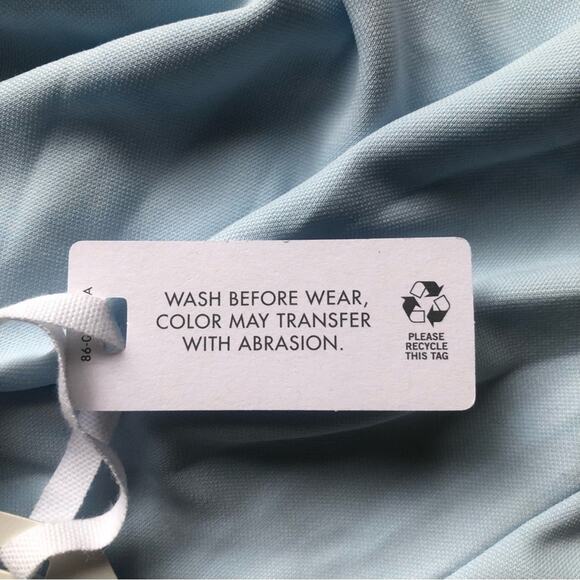 WASH BEFORE WEAR,
COLOR MAY TRANSFER
WITH ABRASION.
PLEASE
RECYCLE
THIS TAG